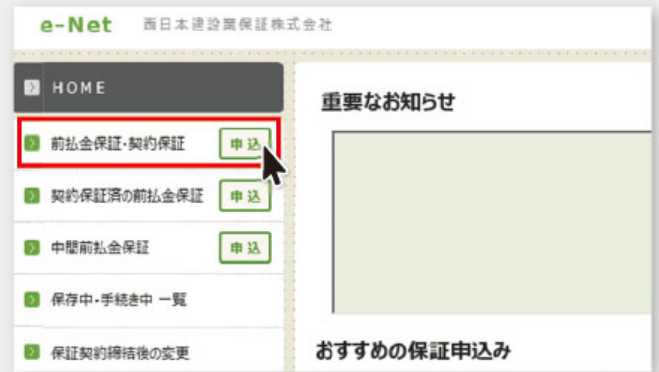 e-Net 西日本建設業保証株式会社
HOME
前払金保証・契約保証 申込
契約保証済の前払金保証 申込
中間前払金保証 申込
保存中・手続き中 一覧
保証契約締結後の変更
重要なお知らせ
おすすめの保証申込み